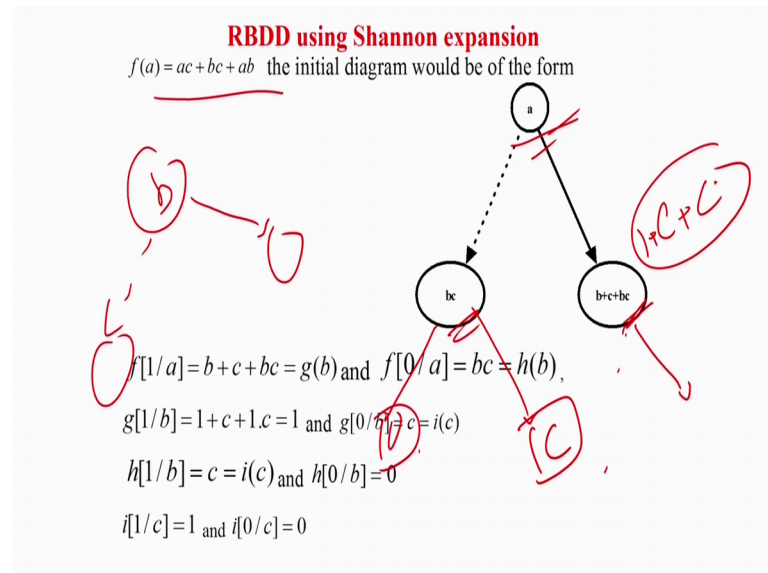 RBDD using Shannon expansion
f(a) = ac + bc + ab the initial diagram would be of the form
a
b
1+C+C
bc
b+c+bc
f[1/a] = b + c + bc = g(b) and f[0/a] = bc = h(b),
g[1/b] = 1 + c + 1.c = 1 and g[0/b] = c = i(c)
0
C
h[1/b] = c = i(c) and h[0/b] = 0
i[1/c] = 1 and i[0/c] = 0